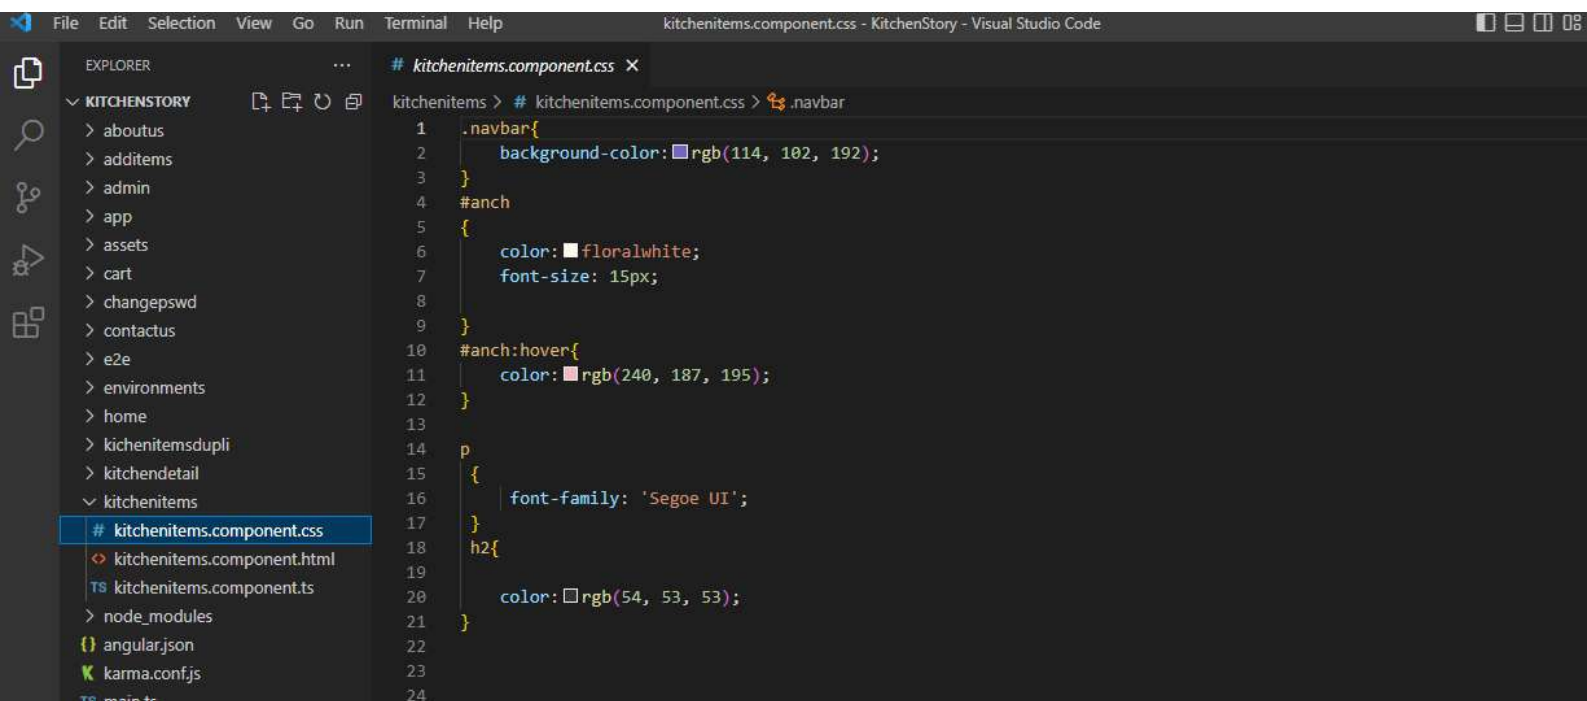 File Edit Selection View Go Run Terminal Help kitchenitems.component.css - KitchenStory - Visual Studio Code
EXPLORER ...
KITCHENSTORY
> aboutus
> additems
> admin
> app
> assets
> cart
> changepswd
> contactus
> e2e
> environments
> home
> kichenitemsdupli
> kitchendetail
kitchenitems
# kitchenitems.component.css
<> kitchenitems.component.html
TS kitchenitems.component.ts
> node_modules
{} angular.json
K karma.conf.js
TS main.ts
# kitchenitems.component.css ×
kitchenitems > # kitchenitems.component.css > .navbar
1 .navbar{
2 background-color: rgb(114, 102, 192);
3 }
4 #anch
5 {
6 color: floralwhite;
7 font-size: 15px;
8
9 }
10 #anch:hover{
11 color: rgb(240, 187, 195);
12 }
13
14 p
15 {
16 font-family: 'Segoe UI';
17 }
18 h2{
19
20 color: rgb(54, 53, 53);
21 }
22
23
24